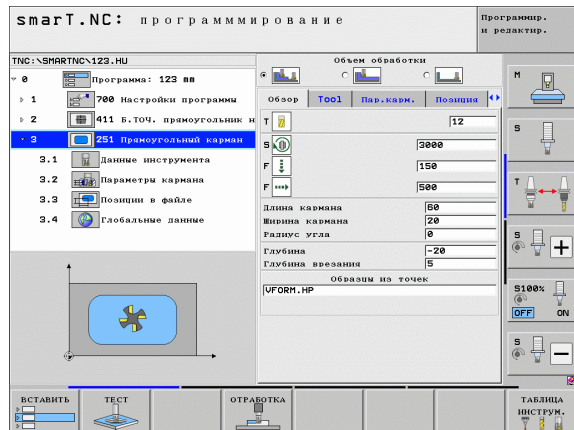 smarT.NC: программмирование
Программир.
и редактир.
TNC:\SMARTNC\123.HU
0 Программа: 123 mm
1 700 Настройки программы
2 411 Б.ТОЧ. прямоугольник н
3 251 Прямоугольный карман
3.1 Данные инструмента
3.2 Параметры кармана
3.3 Позиции в файле
3.4 Глобальные данные
Объем обработки
Обзор Tool Пар.карм. Позиция
T 12
S 3000
F 150
F 500
Длина кармана 60
Ширина кармана 20
Радиус угла 0
Глубина -20
Глубина врезания 5
Образцы из точек
VFORM.HP
M
S
T
S
S100%
OFF ON
S
ВСТАВИТЬ
ТЕСТ
ОТРАБОТКА
ТАБЛИЦА
ИНСТРУМ.